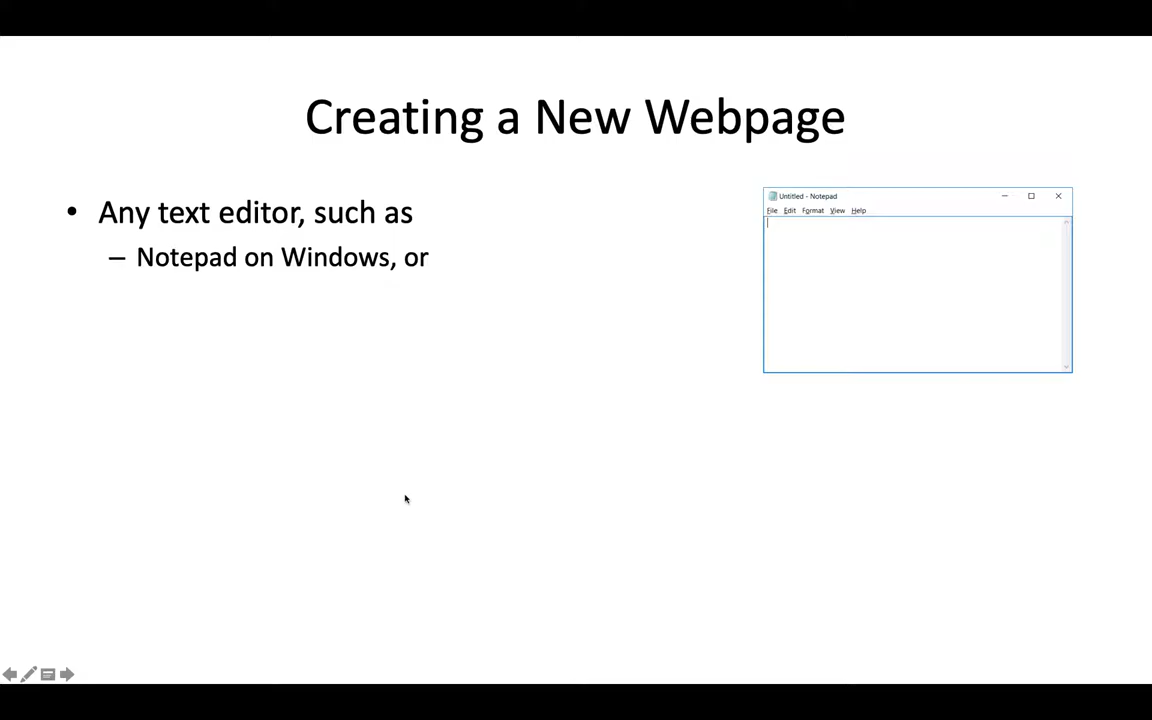 Creating a New Webpage
• Any text editor, such as
– Notepad on Windows, or
Untitled - Notepad
File Edit Format View Help